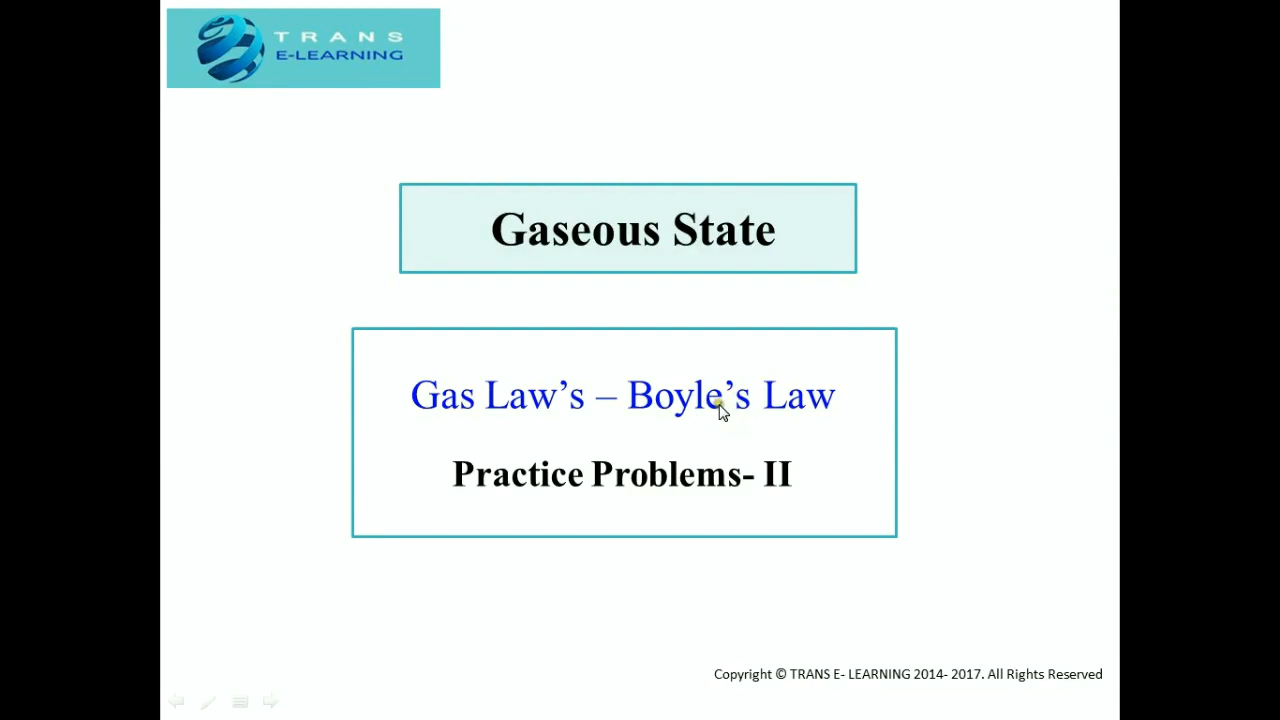 TRANS
E-LEARNING
Gaseous State
Gas Law’s – Boyle’s Law
Practice Problems- II
Copyright © TRANS E- LEARNING 2014- 2017. All Rights Reserved